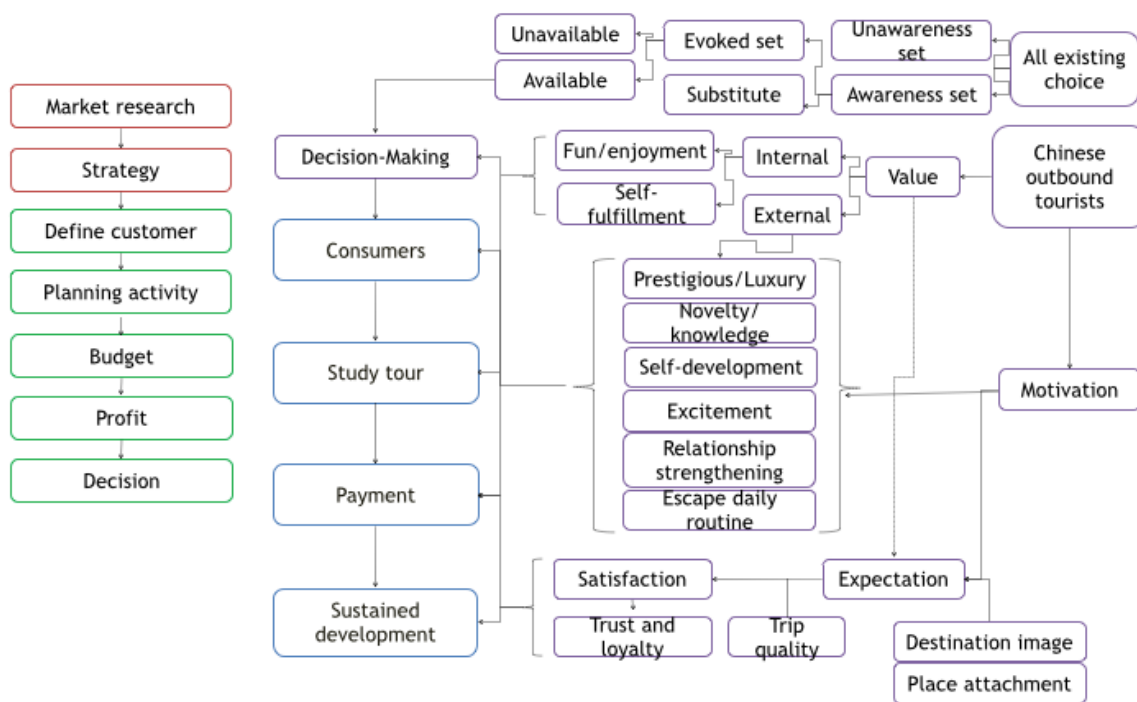 Market research
Strategy
Define customer
Planning activity
Budget
Profit
Decision
Decision-Making
Consumers
Study tour
Payment
Sustained
development
Unavailable
Available
Evoked set
Substitute
Unawareness
set
Awareness set
All existing
choice
Fun/enjoyment
Self-
fulfillment
Internal
External
Value
Chinese
outbound
tourists
Prestigious/Luxury
Novelty/
knowledge
Self-development
Excitement
Relationship
strengthening
Escape daily
routine
Motivation
Satisfaction
Trust and
loyalty
Trip
quality
Expectation
Destination image
Place attachment